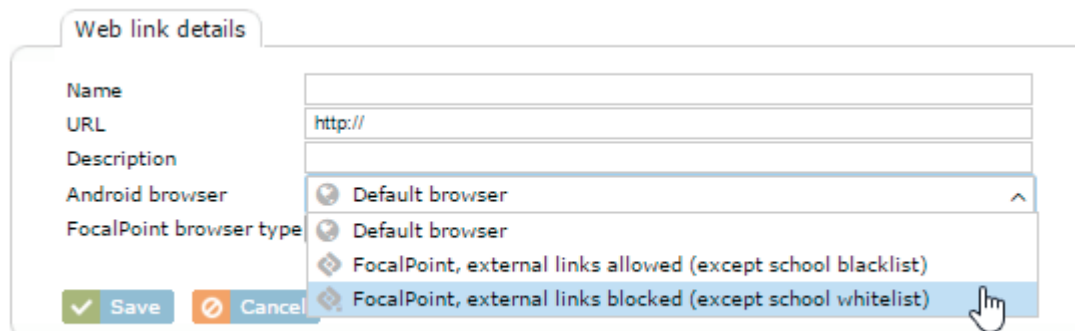 Web link details
Name
URL http://
Description
Android browser Default browser
FocalPoint browser type Default browser
FocalPoint, external links allowed (except school blacklist)
FocalPoint, external links blocked (except school whitelist)
Save Cancel